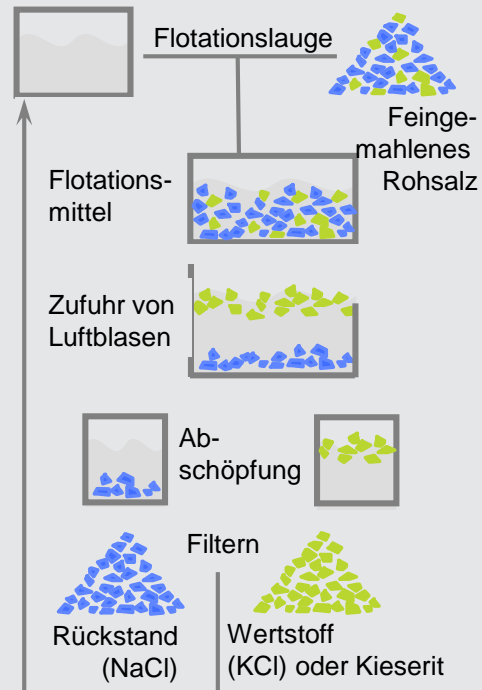 Flotationslauge
Feinge-
mahlenes
Rohsalz
Flotations-
mittel
Zufuhr von
Luftblasen
Ab-
schöpfung
Filtern
Rückstand
(NaCl)
Wertstoff
(KCl) oder Kieserit